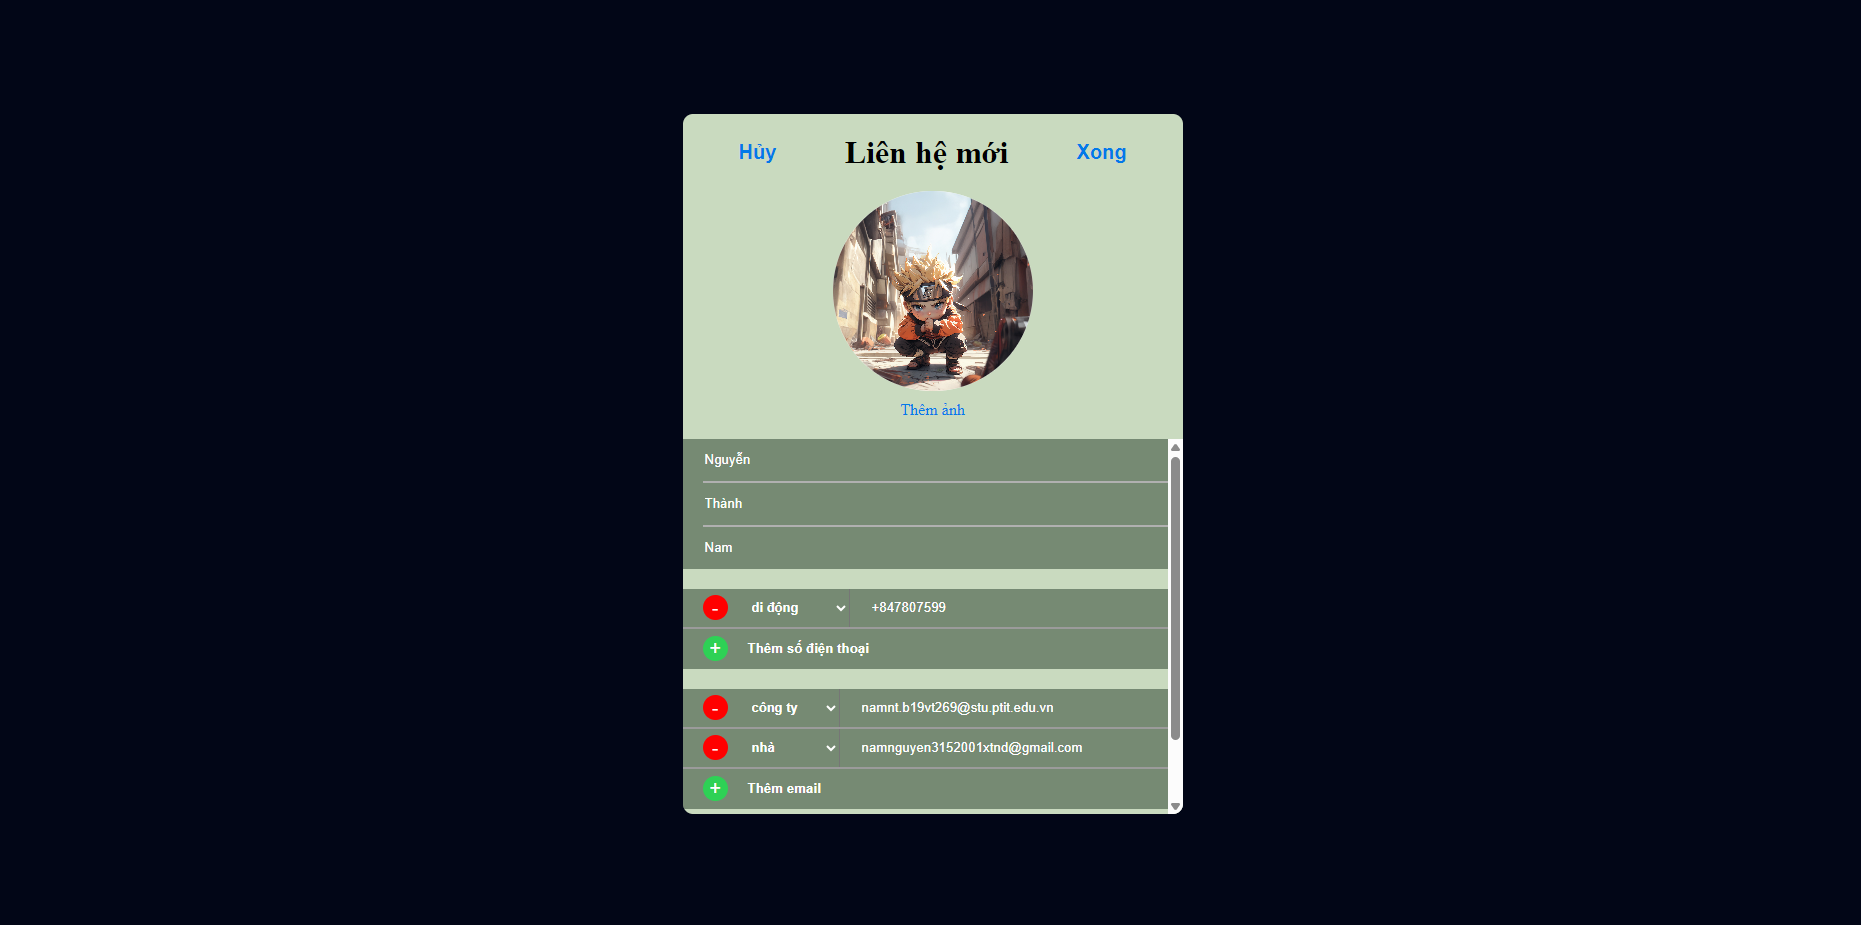 Hủy Liên hệ mới Xong
Thêm ảnh
Nguyễn
Thành
Nam
- di động +847807599
+ Thêm số điện thoại
- công ty namnt.b19vt269@stu.ptit.edu.vn
- nhà namnguyen3152001xtnd@gmail.com
+ Thêm email